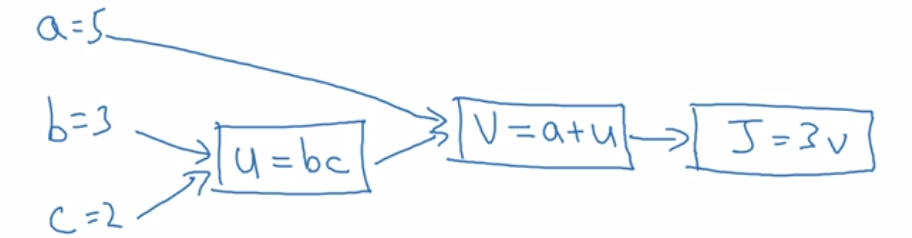 a=5
b=3
c=2
u=bc
v=a+u
J=3v